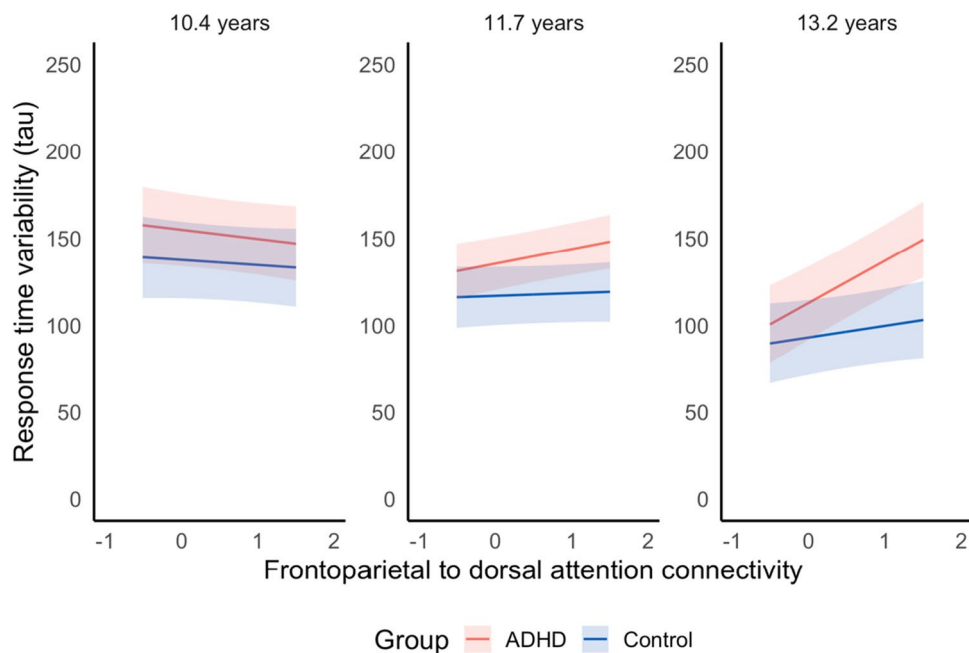 10.4 years
11.7 years
13.2 years
Response time variability (tau)
250
200
150
100
50
0
250
200
150
100
50
0
250
200
150
100
50
0
-1 0 1 2
-1 0 1 2
-1 0 1 2
Frontoparietal to dorsal attention connectivity
Group ADHD Control